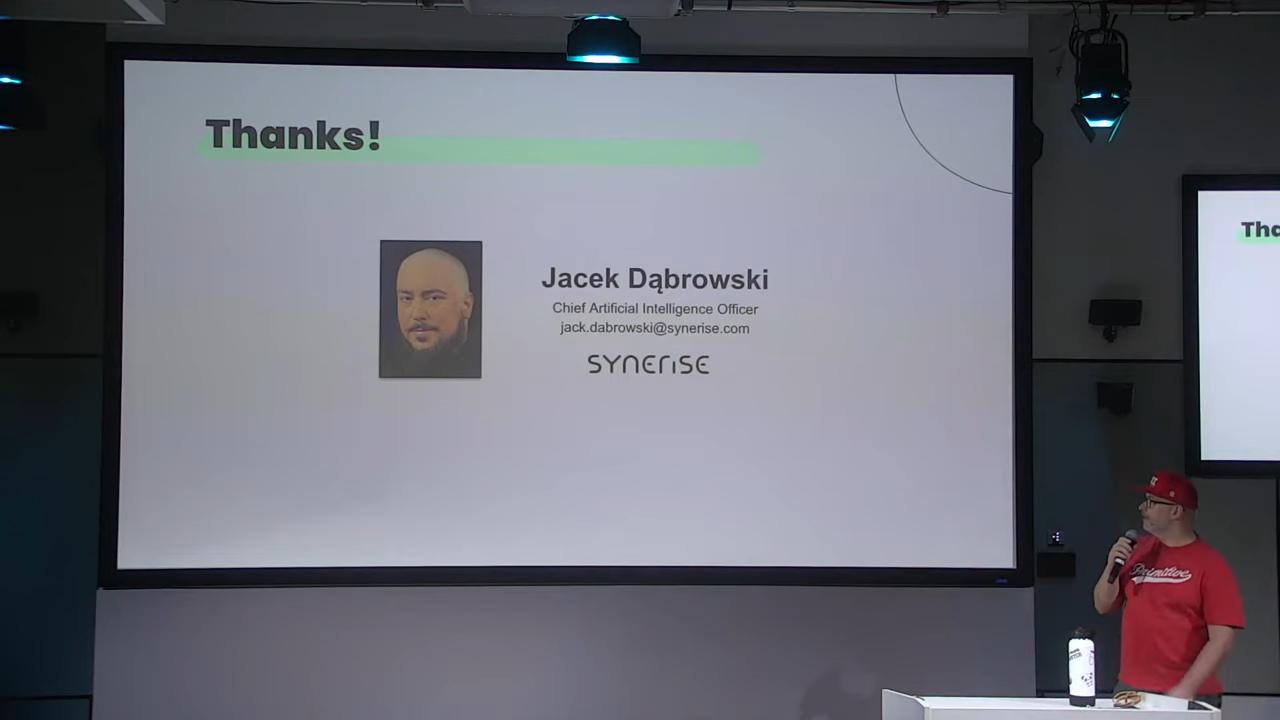 Thanks!
Jacek Dąbrowski
Chief Artificial Intelligence Officer
jack.dabrowski@synerise.com
SYNERISE
Tha
Primitive